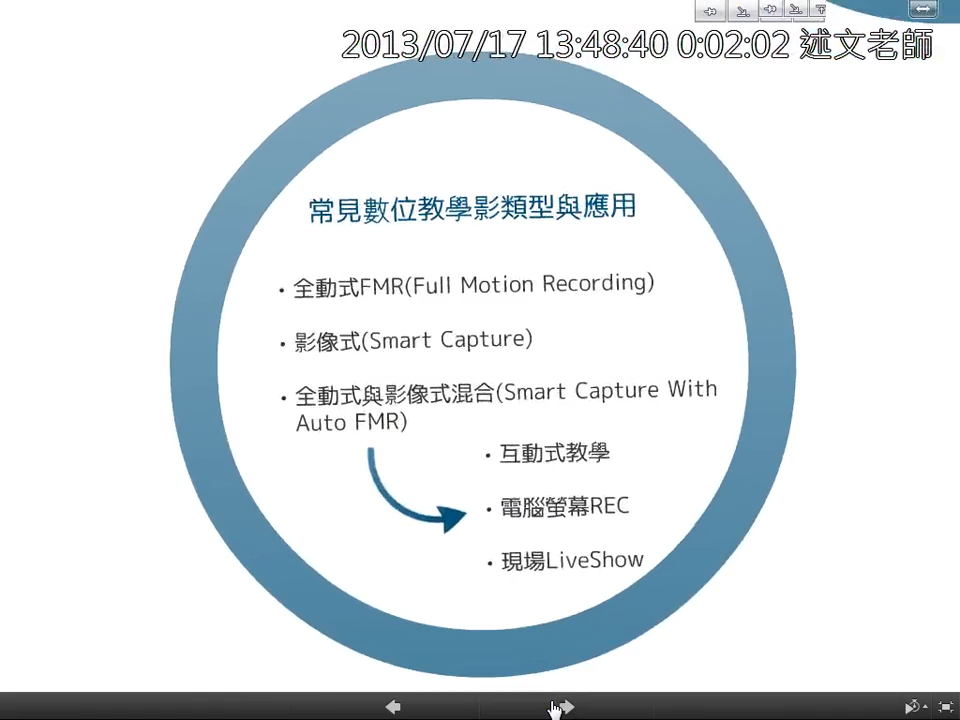 2013/07/17 13:48:40 0:02:02 述文老師
常見數位教學影類型與應用
• 全動式FMR(Full Motion Recording)
• 影像式(Smart Capture)
• 全動式與影像式混合(Smart Capture With
Auto FMR)
• 互動式教學
• 電腦螢幕REC
• 現場LiveShow